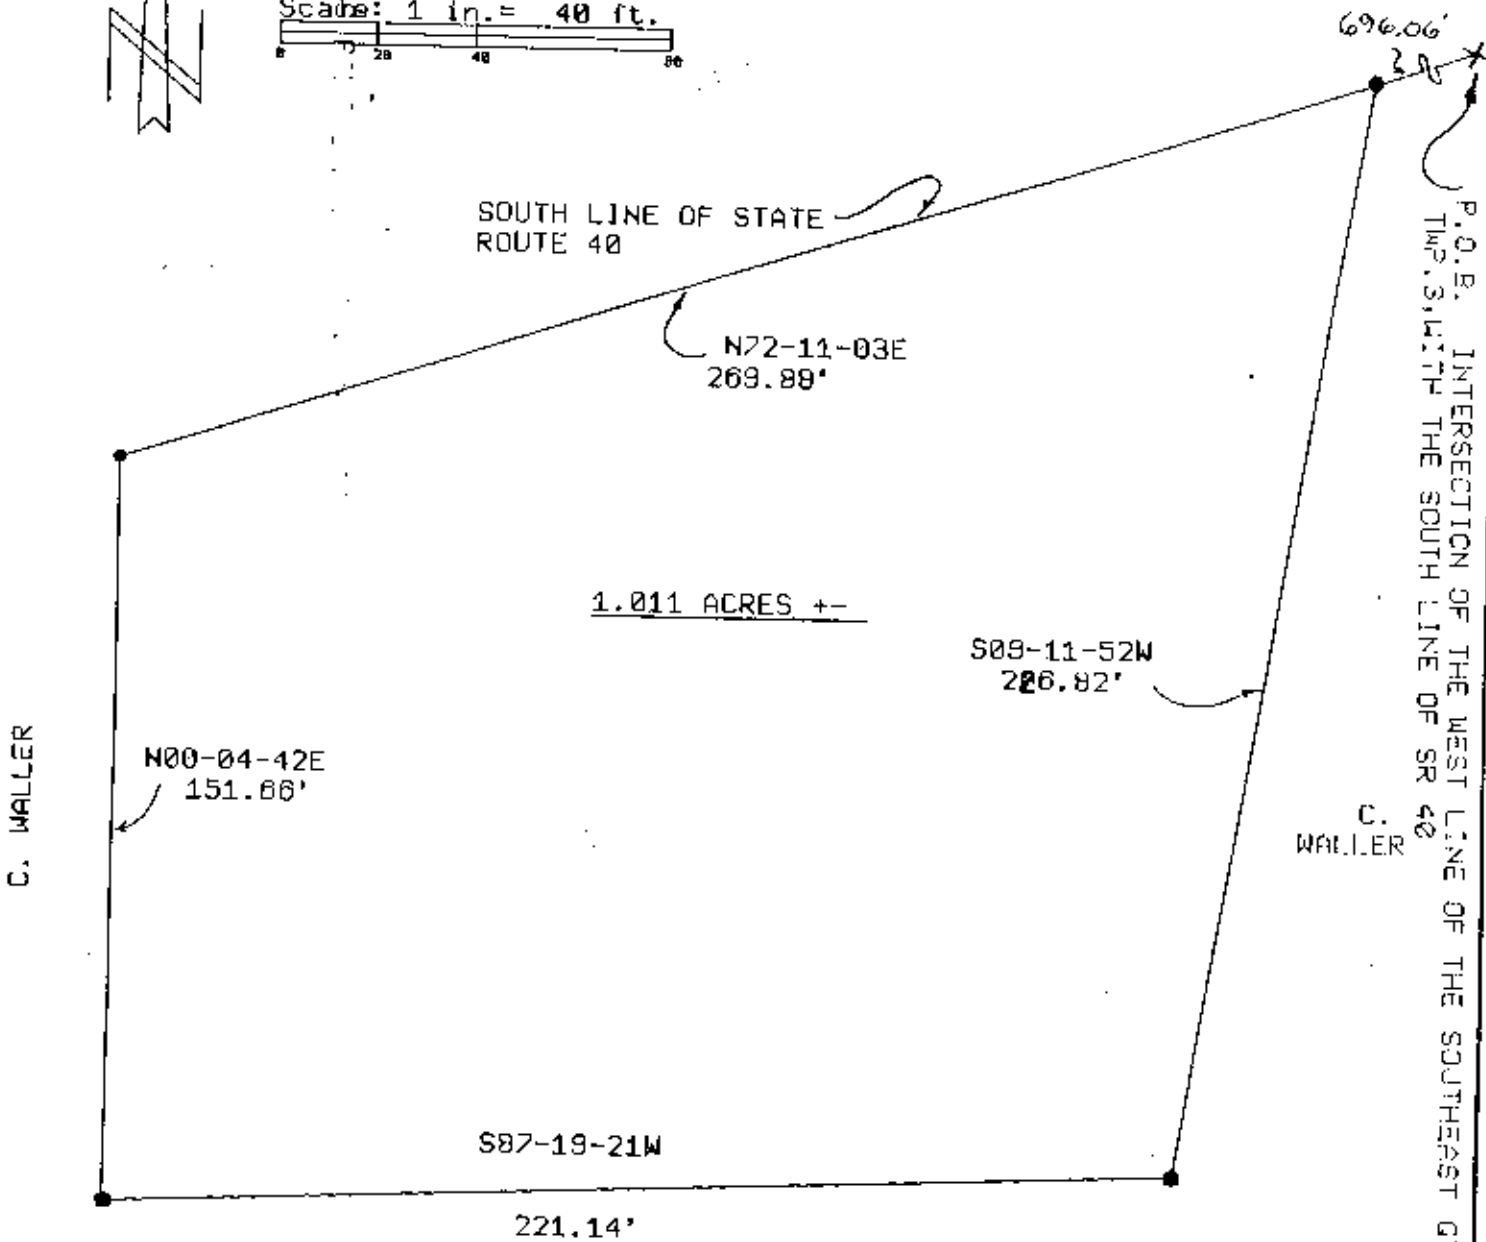 Scale: 1 in.= 40 ft.
0 20 40 80
696.06'
SOUTH LINE OF STATE
ROUTE 40
N72-11-03E
269.89'
P.O.B. INTERSECTION OF THE WEST LINE OF THE SOUTHEAST
TWP.S, WITH THE SOUTH LINE OF SR 40
1.011 ACRES +-
S09-11-52W
226.82'
N00-04-42E
151.66'
C. WALLER
C.
WALLER
S87-19-21W
221.14'